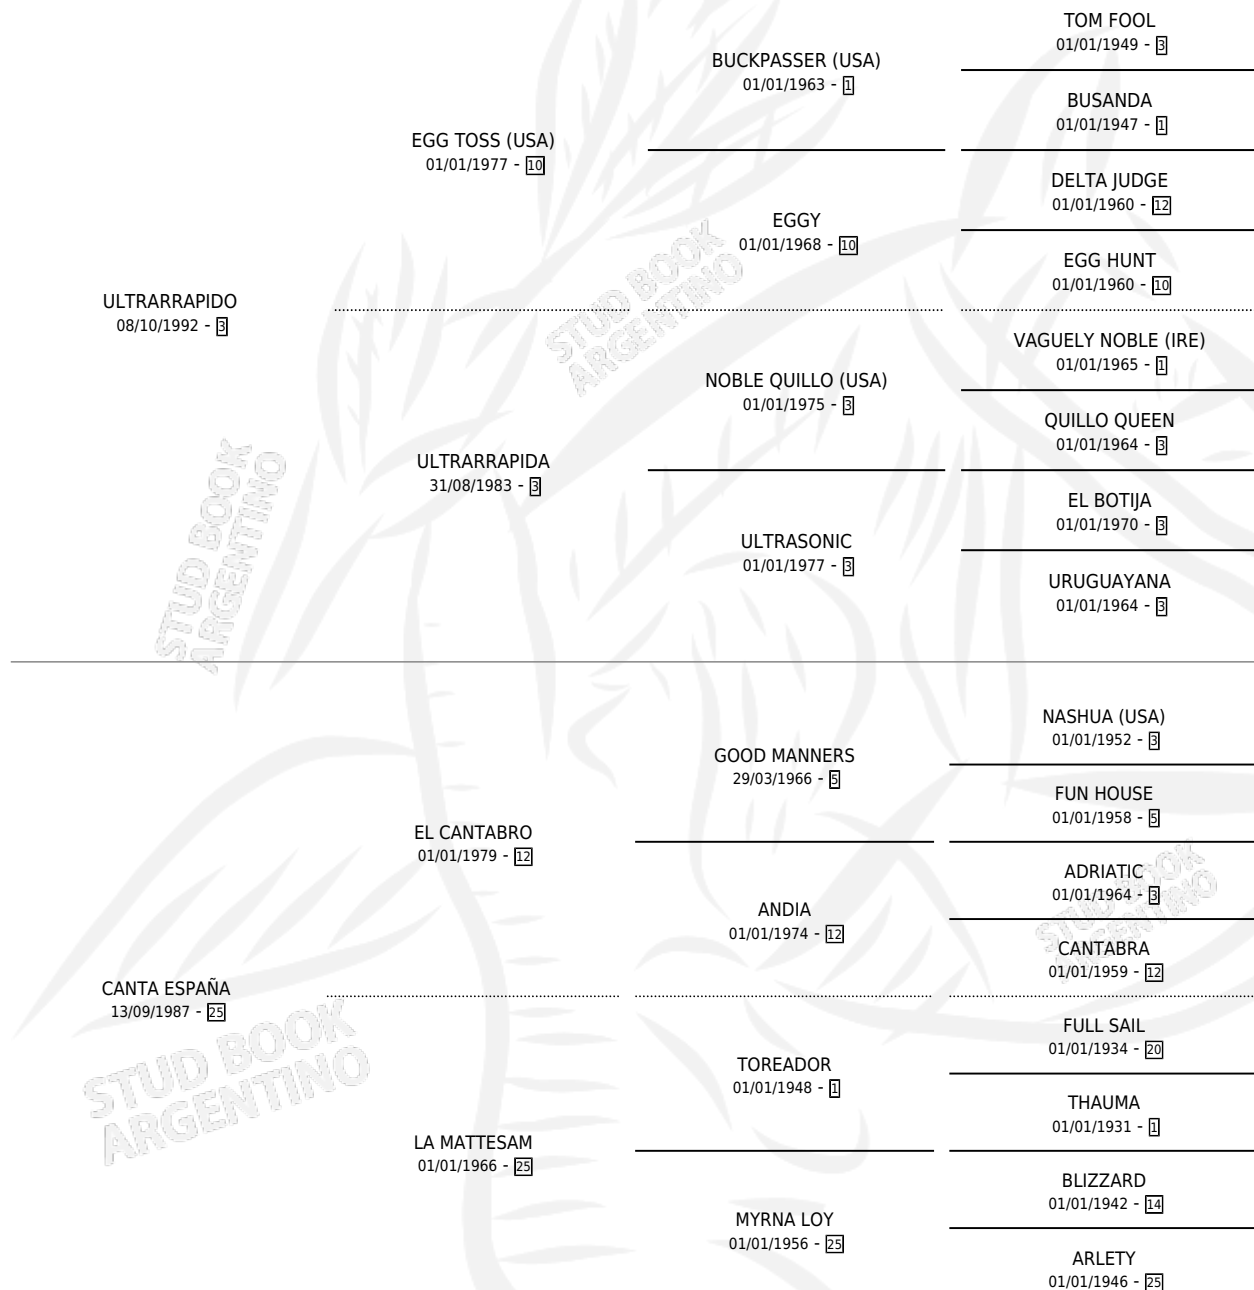 TOM FOOL
01/01/1949 - 3
BUCKPASSER (USA)
01/01/1963 - 1
BUSANDA
01/01/1947 - 1
EGG TOSS (USA)
01/01/1977 - 10
DELTA JUDGE
01/01/1960 - 12
EGGY
01/01/1968 - 10
EGG HUNT
01/01/1960 - 10
ULTRARRAPIDO
08/10/1992 - 3
VAGUELY NOBLE (IRE)
01/01/1965 - 1
NOBLE QUILLO (USA)
01/01/1975 - 3
QUILLO QUEEN
01/01/1964 - 3
ULTRARRAPIDA
31/08/1983 - 3
EL BOTIJA
01/01/1970 - 3
ULTRASONIC
01/01/1977 - 3
URUGUAYANA
01/01/1964 - 3
NASHUA (USA)
01/01/1952 - 3
GOOD MANNERS
29/03/1966 - 5
FUN HOUSE
01/01/1958 - 5
EL CANTABRO
01/01/1979 - 12
ADRIATIC
01/01/1964 - 3
ANDIA
01/01/1974 - 12
CANTABRA
01/01/1959 - 12
CANTA ESPAÑA
13/09/1987 - 25
FULL SAIL
01/01/1934 - 20
TOREADOR
01/01/1948 - 1
THAUMA
01/01/1931 - 1
LA MATTESAM
01/01/1966 - 25
BLIZZARD
01/01/1942 - 14
MYRNA LOY
01/01/1956 - 25
ARLETY
01/01/1946 - 25
STUD BOOK
ARGENTINO
STUD BOOK
ARGENTINO
STUD BOOK
ARGENTINO
STUD BOOK
ARGENTINO